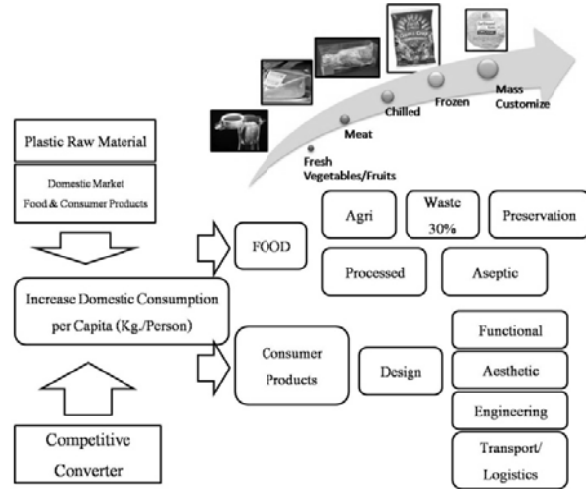 Mass
Customize
Frozen
Chilled
Meat
Fresh
Vegetables/Fruits
Plastic Raw Material
Domestic Market
Food & Consumer Products
Increase Domestic Consumption
per Capita (Kg./Person)
Competitive
Converter
FOOD
Agri
Waste
30%
Preservation
Processed
Aseptic
Consumer
Products
Design
Functional
Aesthetic
Engineering
Transport/
Logistics